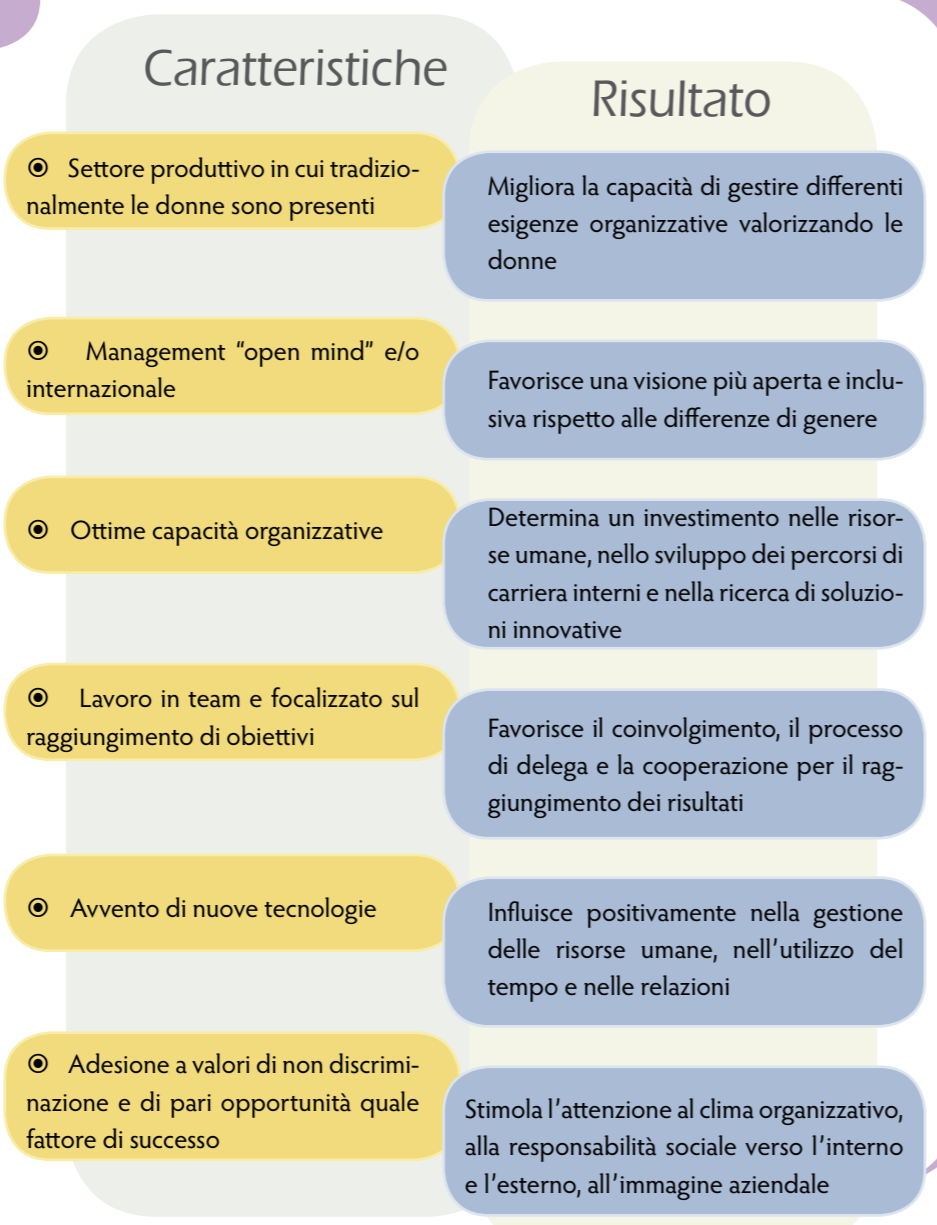 Caratteristiche
Risultato
⦿ Settore produttivo in cui tradizio-
nalmente le donne sono presenti
Migliora la capacità di gestire differenti
esigenze organizzative valorizzando le
donne
⦿ Management "open mind" e/o
internazionale
Favorisce una visione più aperta e inclu-
siva rispetto alle differenze di genere
⦿ Ottime capacità organizzative
Determina un investimento nelle risor-
se umane, nello sviluppo dei percorsi di
carriera interni e nella ricerca di soluzio-
ni innovative
⦿ Lavoro in team e focalizzato sul
raggiungimento di obiettivi
Favorisce il coinvolgimento, il processo
di delega e la cooperazione per il rag-
giungimento dei risultati
⦿ Avvento di nuove tecnologie
Influisce positivamente nella gestione
delle risorse umane, nell'utilizzo del
tempo e nelle relazioni
⦿ Adesione a valori di non discrimi-
nazione e di pari opportunità quale
fattore di successo
Stimola l'attenzione al clima organizzativo,
alla responsabilità sociale verso l'interno
e l'esterno, all'immagine aziendale